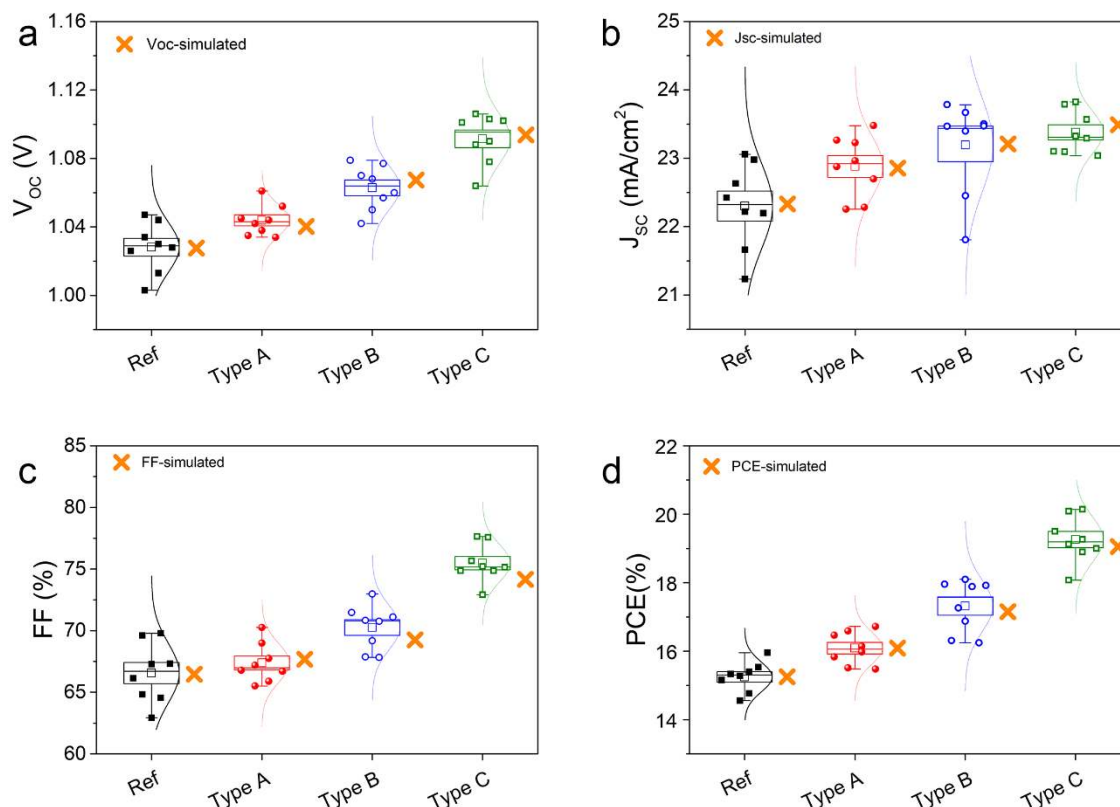 a
Voc-simulated
VOC (V)
1.16
1.12
1.08
1.04
1.00
Ref
Type A
Type B
Type C
b
Jsc-simulated
JSC (mA/cm2)
25
24
23
22
21
Ref
Type A
Type B
Type C
c
FF-simulated
FF (%)
85
80
75
70
65
60
Ref
Type A
Type B
Type C
d
PCE-simulated
PCE(%)
22
20
18
16
14
Ref
Type A
Type B
Type C